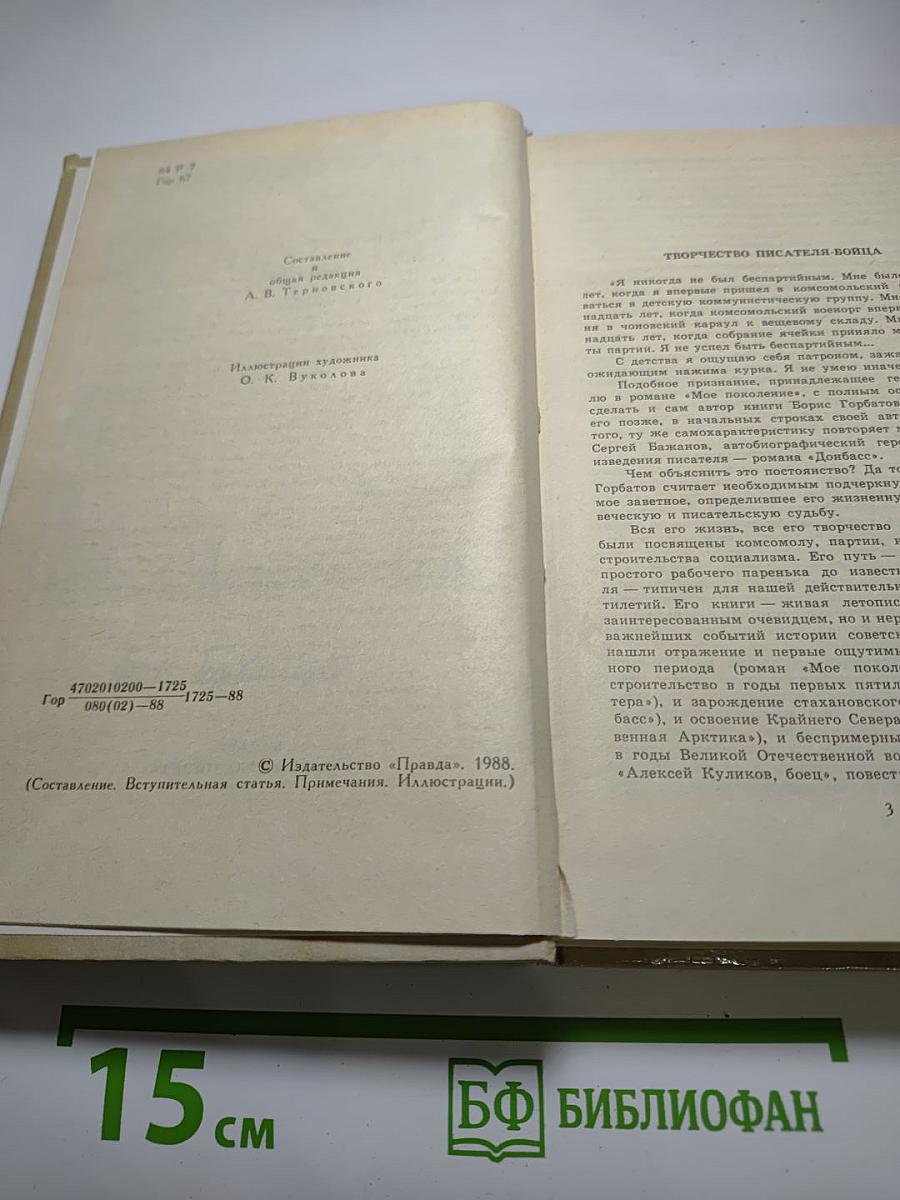 84 Р 7
Гор 67
Составление
и
общая редакция
А. В. Терновского
Иллюстрации художника
О. К. Вуколова
Гор 4702010200—1725
080(02)—88
1725—88
© Издательство «Правда». 1988.
(Составление. Вступительная статья. Примечания. Иллюстрации.)
ТВОРЧЕСТВО ПИСАТЕЛЯ-БОЙЦА
«Я никогда не был беспартийным. Мне был
лет, когда я впервые пришел в комсомольский
ваться в детскую коммунистическую группу. Мн
надцать лет, когда комсомольский военорг впер
ня в чоновский караул к вещевому складу. М
надцать лет, когда собрание ячейки приняло м
ты партии. Я не успел быть беспартийным...
С детства я ощущаю себя патроном, заж
ожидающим нажима курка. Я не умею инач
Подобное признание, принадлежащее ге
лю в романе «Мое поколение», с полным ос
сделать и сам автор книги Борис Горбатов
его позже, в начальных строках своей авт
того, ту же самохарактеристику повторяет
Сергей Бажанов, автобиографический гер
изведения писателя — романа «Донбасс».
Чем объяснить это постоянство? Да то
Горбатов считает необходимым подчеркну
мое заветное, определившее его жизненну
веческую и писательскую судьбу.
Вся его жизнь, все его творчество
были посвящены комсомолу, партии,
строительства социализма. Его путь —
простого рабочего паренька до извест
ля — типичен для нашей действительн
тилетий. Его книги — живая летопис
заинтересованным очевидцем, но и нер
важнейших событий истории советс
нашли отражение и первые ощутим
ного периода (роман «Мое покол
строительство в годы первых пятил
тера»), и зарождение стахановског
басс»), и освоение Крайнего Севера
венная Арктика»), и беспримерны
в годы Великой Отечественной во
«Алексей Куликов, боец», повест
3
15 см
БФ БИБЛИОФАН